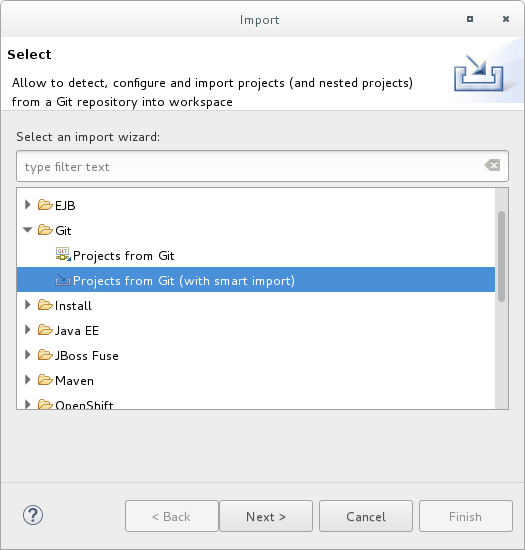 Import
Select
Allow to detect, configure and import projects (and nested projects)
from a Git repository into workspace
Select an import wizard:
type filter text
EJB
Git
GIT
Projects from Git
Projects from Git (with smart import)
Install
Java EE
JBoss Fuse
Maven
OpenShift
?
< Back
Next >
Cancel
Finish